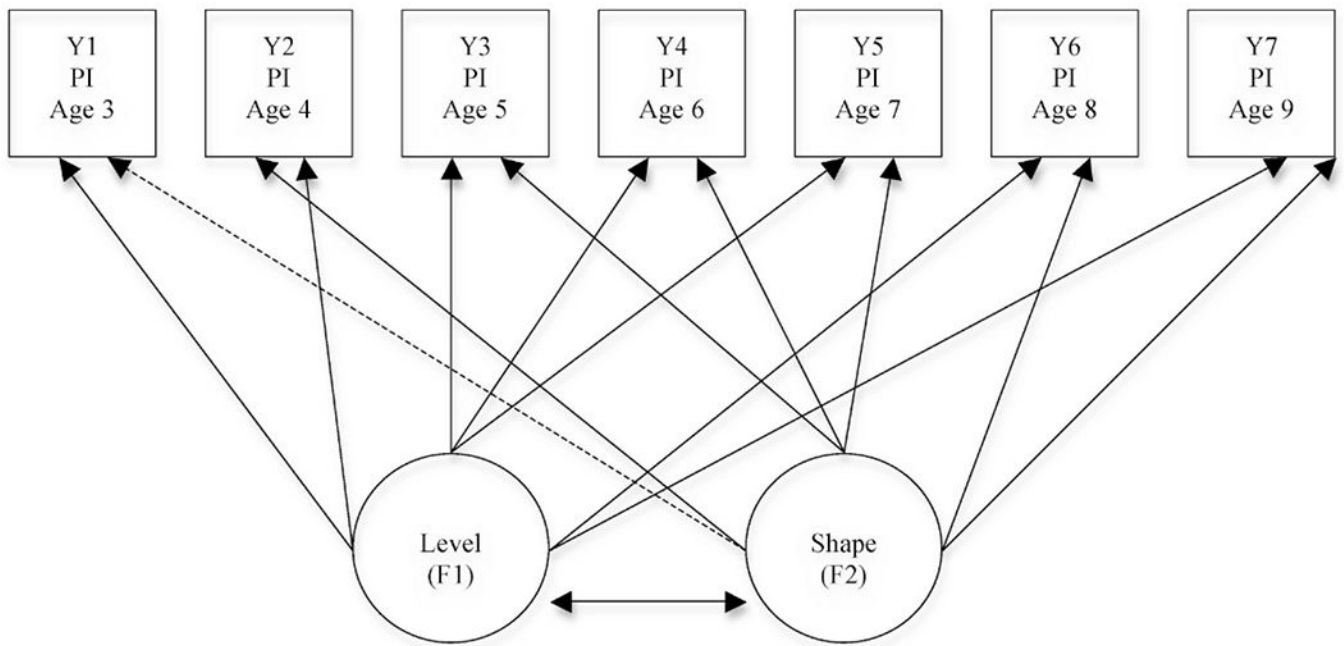 Y1
PI
Age 3
Y2
PI
Age 4
Y3
PI
Age 5
Y4
PI
Age 6
Y5
PI
Age 7
Y6
PI
Age 8
Y7
PI
Age 9
Level
(F1)
Shape
(F2)